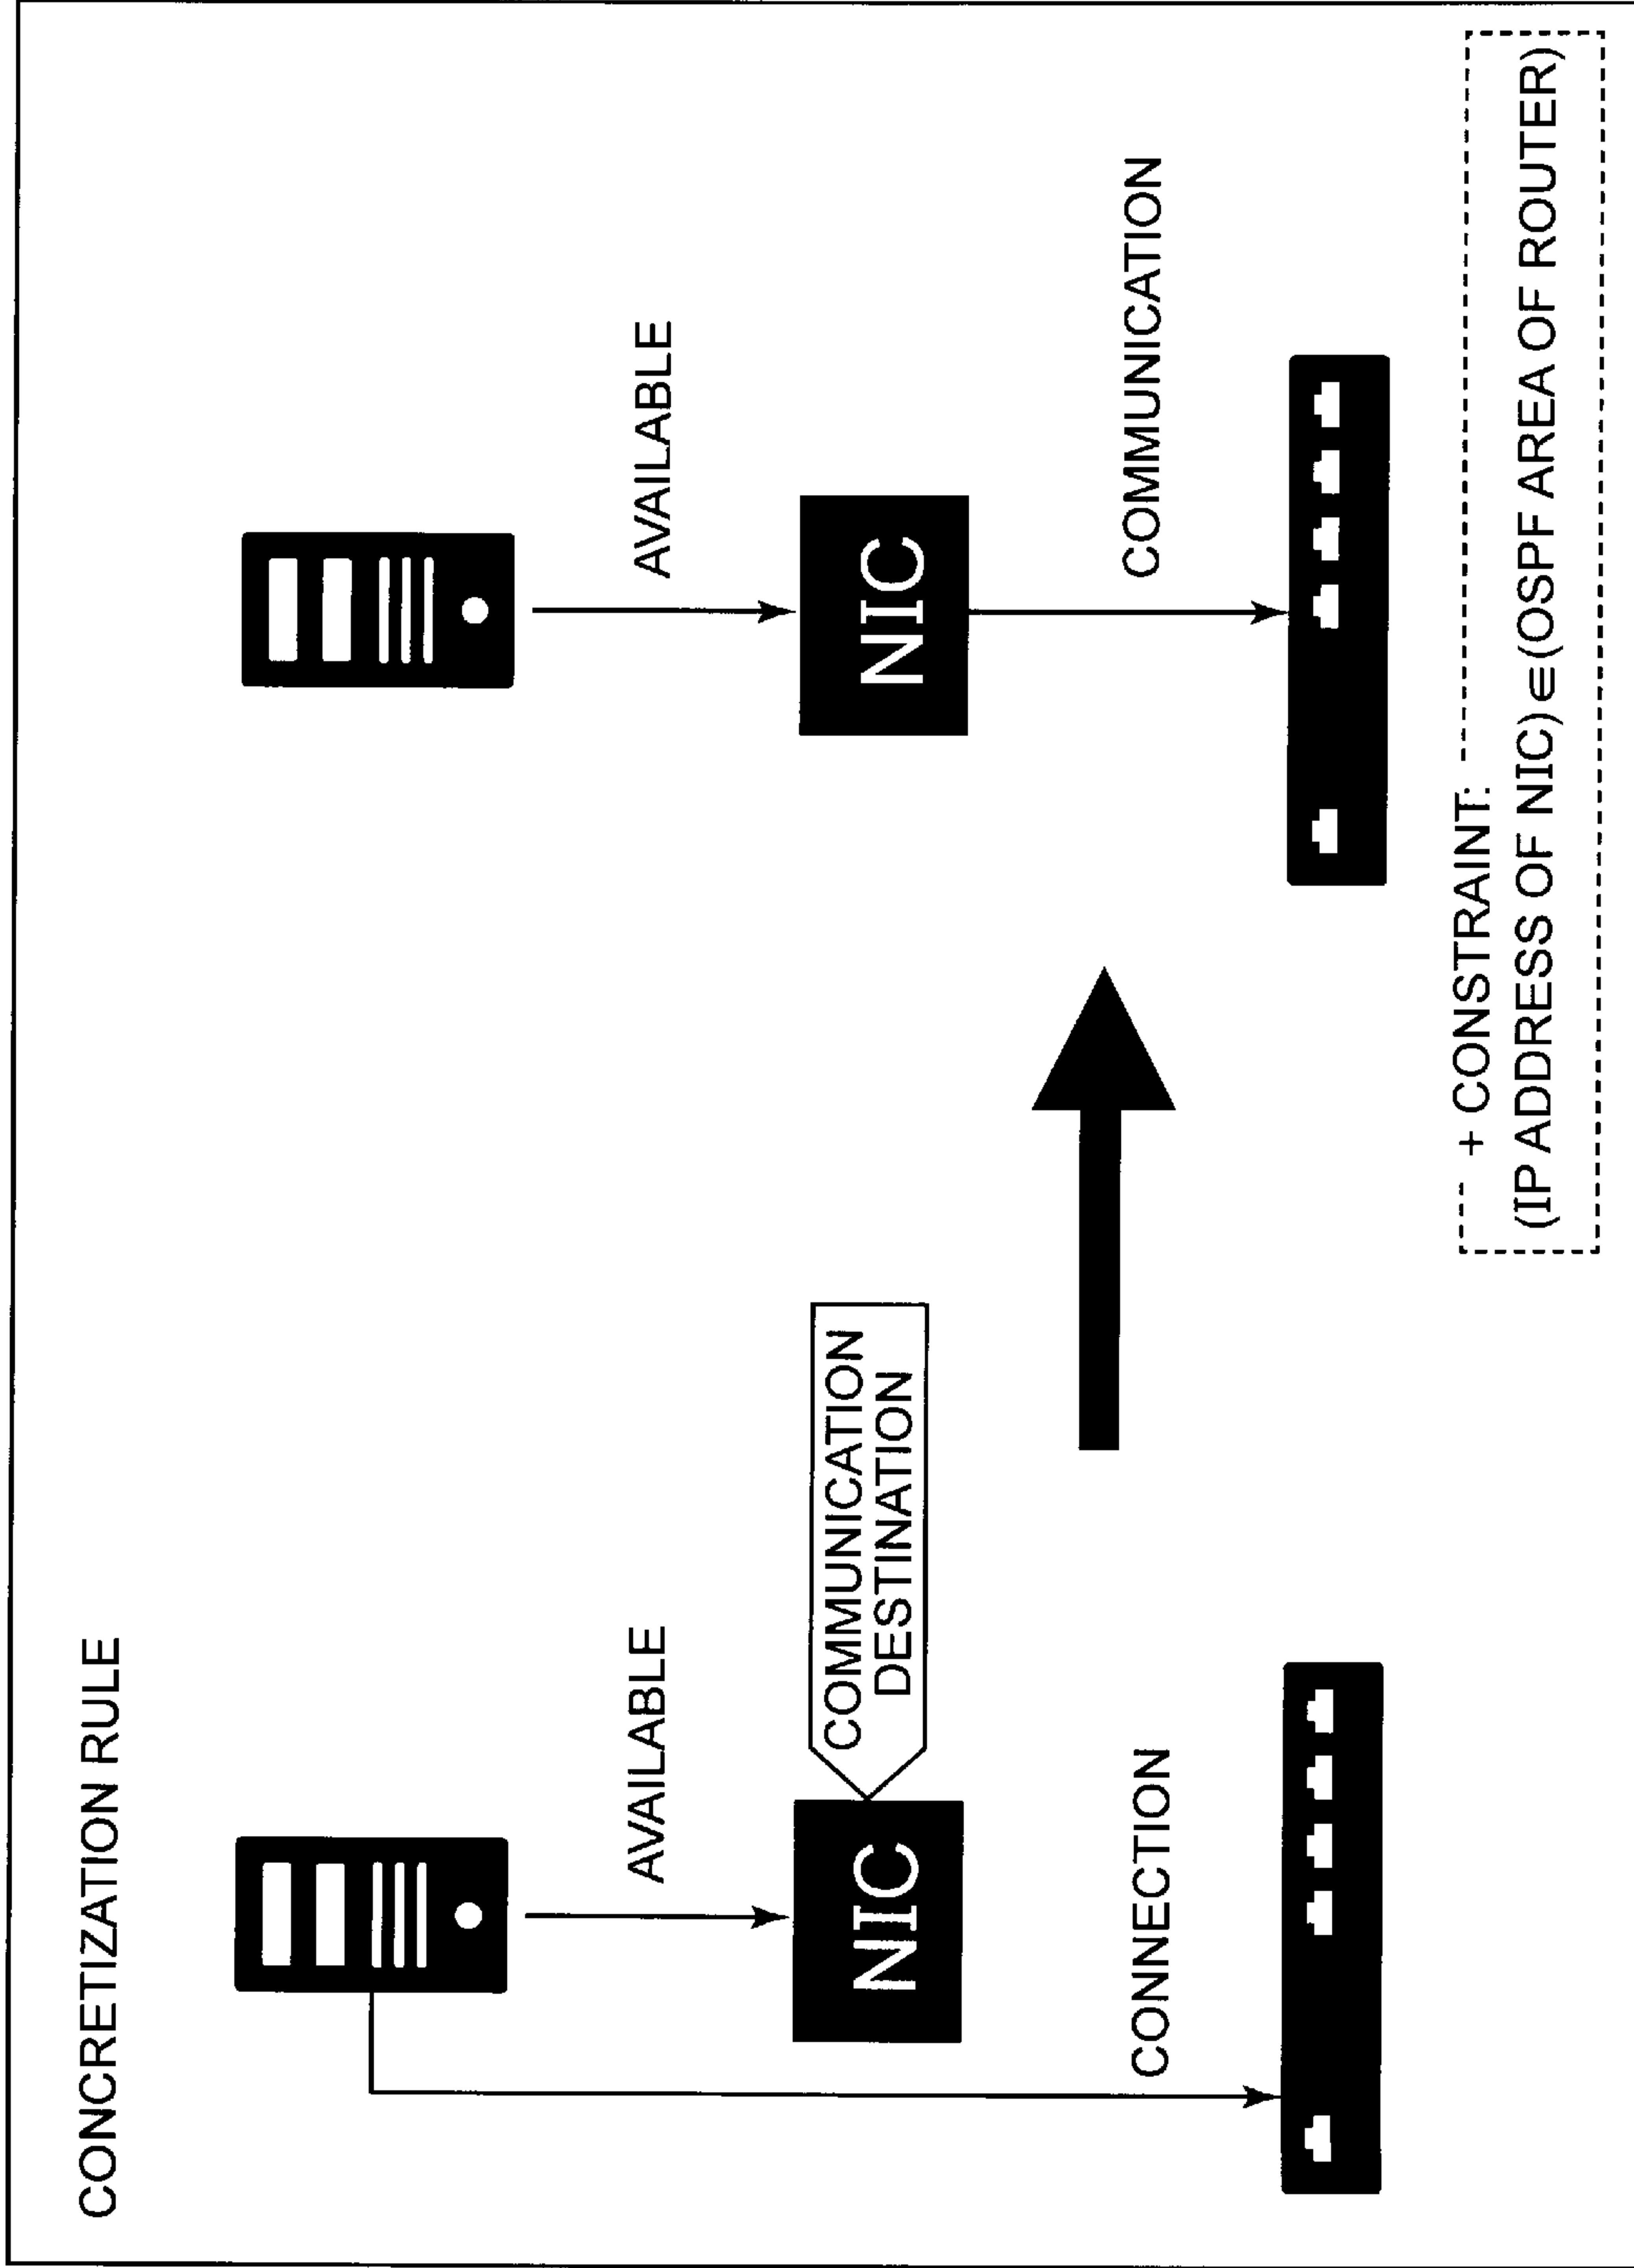 CONCRETIZATION RULE
AVAILABLE
NIC
COMMUNICATION
DESTINATION
CONNECTION
AVAILABLE
NIC
COMMUNICATION
+ CONSTRAINT:
(IP ADDRESS OF NIC)∈(OSPF AREA OF ROUTER)